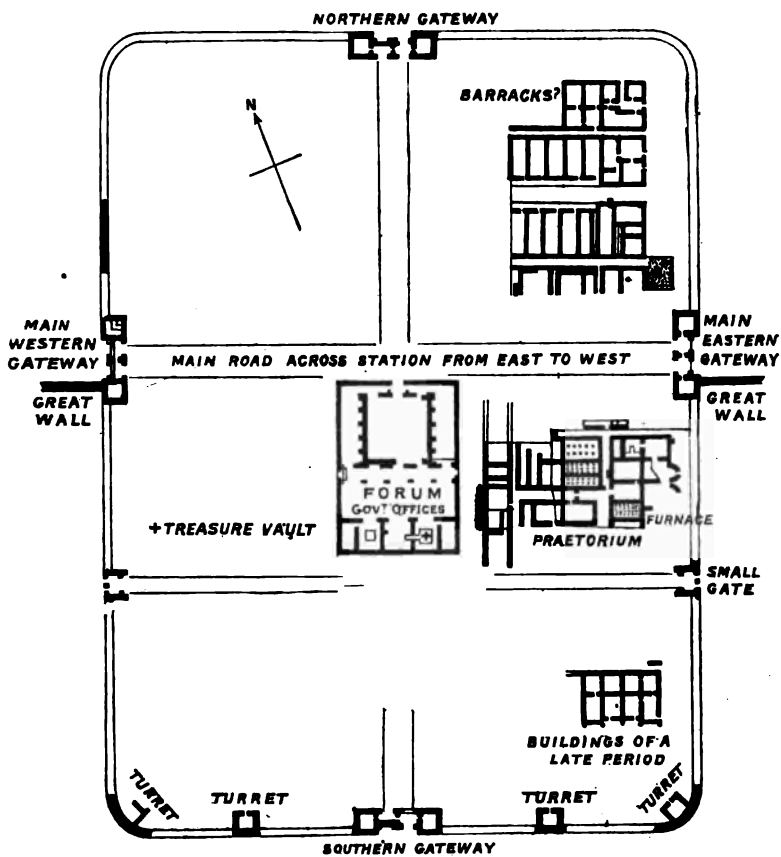 NORTHERN GATEWAY
BARRACKS?
N
MAIN
WESTERN
GATEWAY
MAIN ROAD ACROSS STATION FROM EAST TO WEST
MAIN
EASTERN
GATEWAY
GREAT
WALL
GREAT
WALL
FORUM
GOVT OFFICES
+TREASURE VAULT
FURNACE
PRAETORIUM
SMALL
GATE
BUILDINGS OF A
LATE PERIOD
TURRET
TURRET
TURRET
TURRET
SOUTHERN GATEWAY